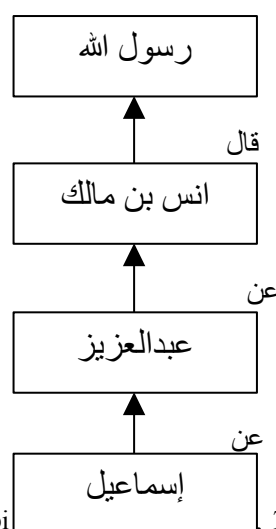 رسول الله
قال
انس بن مالك
عن
عبدالعزيز
عن
إسماعيل